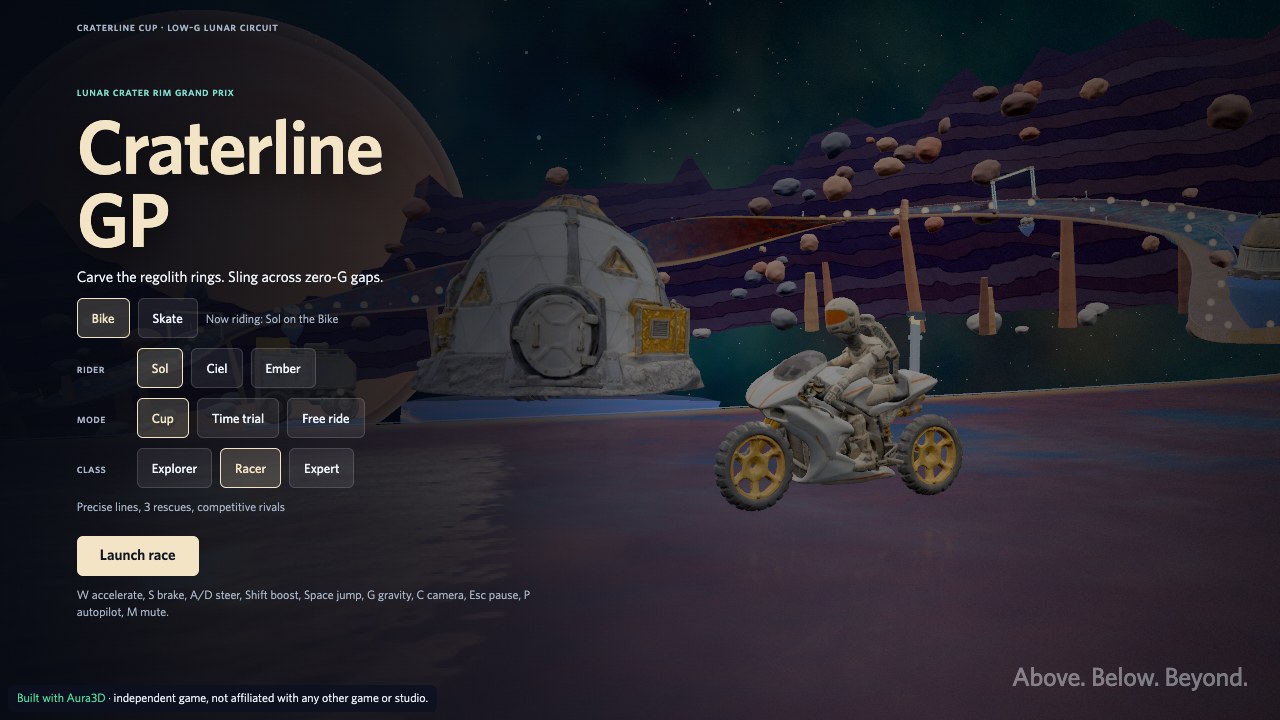 CRATERLINE CUP · LOW-G LUNAR CIRCUIT
LUNAR CRATER RIM GRAND PRIX
Craterline
GP
Carve the regolith rings. Sling across zero-G gaps.
Bike Skate Now riding: Sol on the Bike
RIDER Sol Ciel Ember
MODE Cup Time trial Free ride
CLASS Explorer Racer Expert
Precise lines, 3 rescues, competitive rivals
Launch race
W accelerate, S brake, A/D steer, Shift boost, Space jump, G gravity, C camera, Esc pause, P
autopilot, M mute.
Above. Below. Beyond.
Built with Aura3D · independent game, not affiliated with any other game or studio.